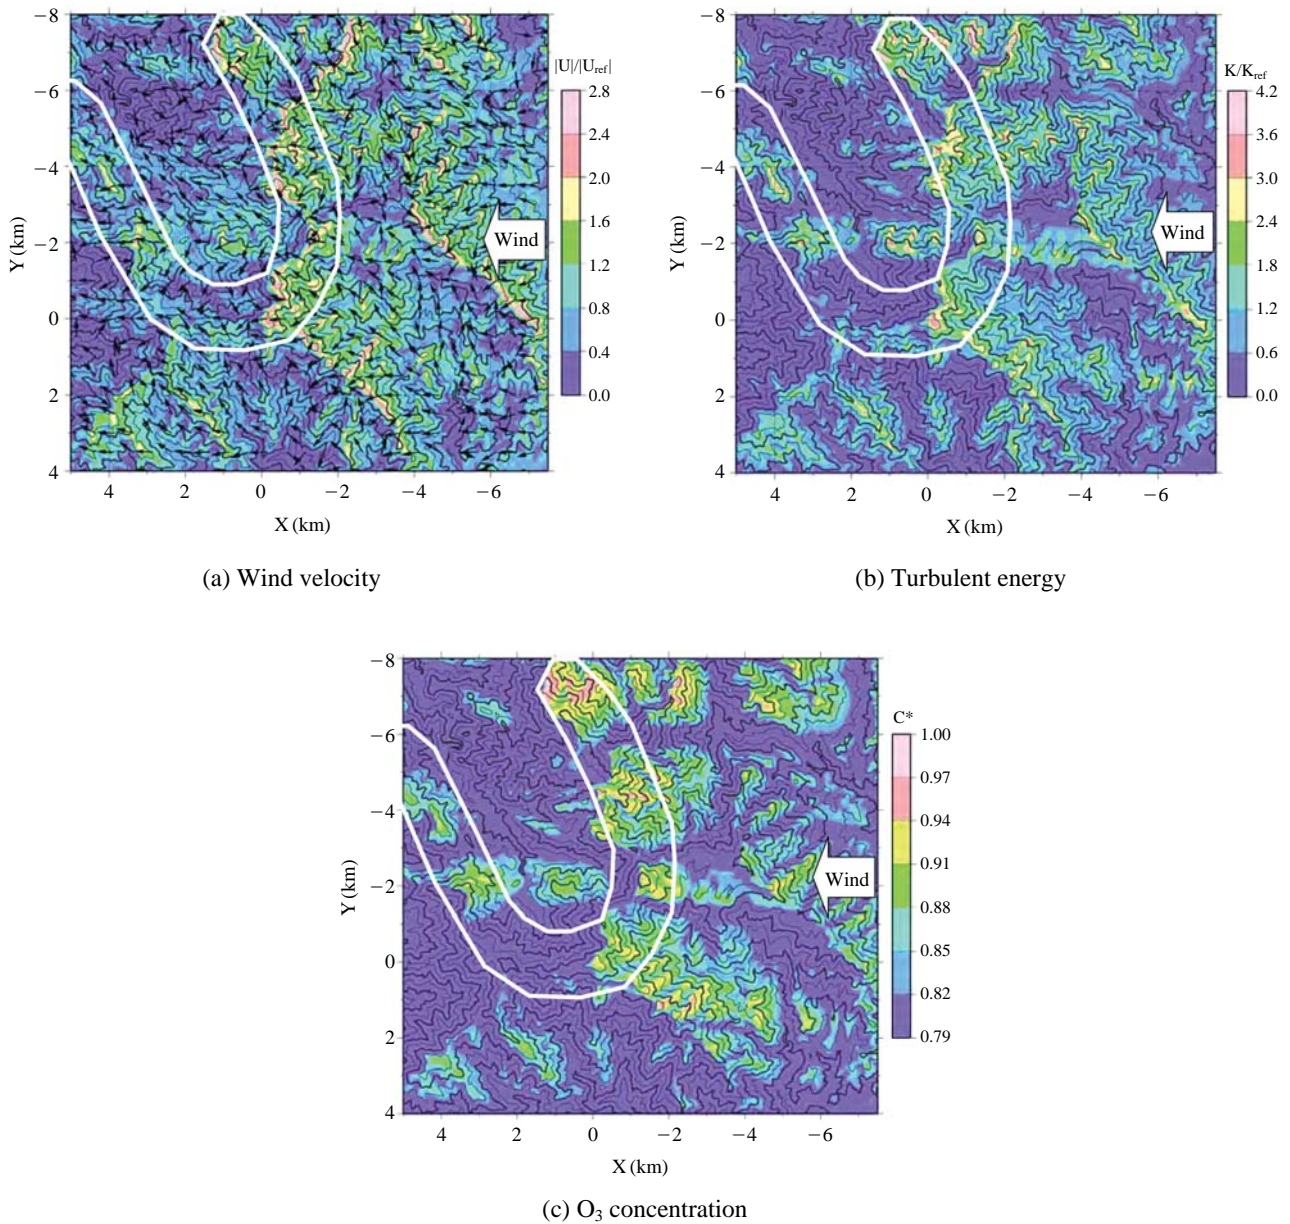 −8
−6
−4
−2
0
2
4
Y (km)
4 2 0 −2 −4 −6
X (km)
Wind
|U|/|U_ref|
2.8
2.4
2.0
1.6
1.2
0.8
0.4
0.0
(a) Wind velocity
−8
−6
−4
−2
0
2
4
Y (km)
4 2 0 −2 −4 −6
X (km)
Wind
K/K_ref
4.2
3.6
3.0
2.4
1.8
1.2
0.6
0.0
(b) Turbulent energy
−8
−6
−4
−2
0
2
4
Y (km)
4 2 0 −2 −4 −6
X (km)
Wind
C*
1.00
0.97
0.94
0.91
0.88
0.85
0.82
0.79
(c) O₃ concentration